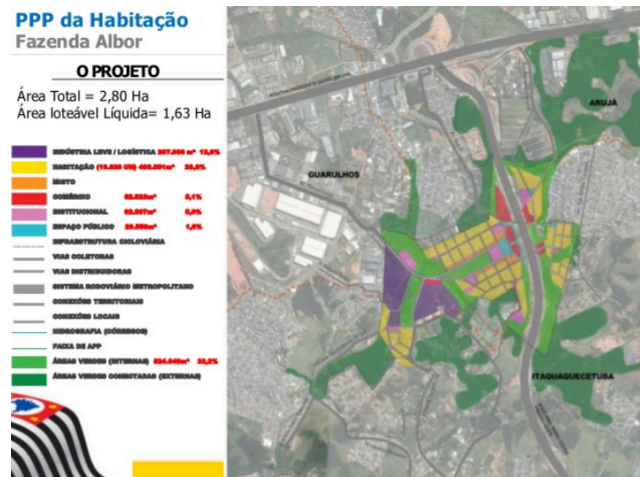 PPP da Habitação
Fazenda Albor
O PROJETO
Área Total = 2,80 Ha
Área loteável Líquida= 1,63 Ha
INDÚSTRIA LEVE / LOGÍSTICA
HABITAÇÃO
MISTO
COMÉRCIO
INSTITUCIONAL
ESPAÇO PÚBLICO
INFRAESTRUTURA CICLOVIÁRIA
VIAS COLETORAS
VIAS DISTRIBUIDORAS
SISTEMA RODOVIÁRIO METROPOLITANO
CONEXÕES TERRITORIAIS
CONEXÕES LOCAIS
HIDROGRAFIA (CÓRREGOS)
FAIXA DE APP
ÁREAS VERDES (INTERNAS)
ÁREAS VERDES CONECTADAS (EXTERNAS)
ARUJÁ
GUARULHOS
ITAQUAQUECETUBA